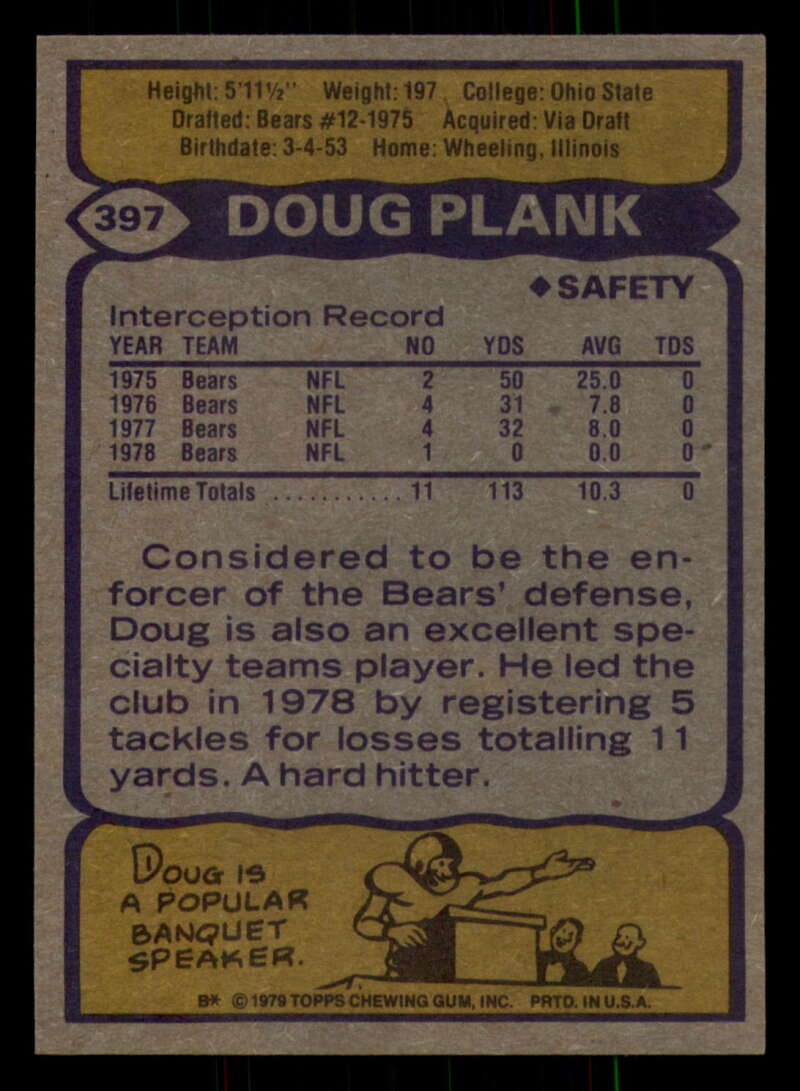 Height: 5'11½" Weight: 197 College: Ohio State
Drafted: Bears #12-1975 Acquired: Via Draft
Birthdate: 3-4-53 Home: Wheeling, Illinois
397 DOUG PLANK
◆SAFETY
Interception Record
YEAR TEAM NO YDS AVG TDS
1975 Bears NFL 2 50 25.0 0
1976 Bears NFL 4 31 7.8 0
1977 Bears NFL 4 32 8.0 0
1978 Bears NFL 1 0 0.0 0
Lifetime Totals ........... 11 113 10.3 0
Considered to be the en-
forcer of the Bears' defense,
Doug is also an excellent spe-
cialty teams player. He led the
club in 1978 by registering 5
tackles for losses totalling 11
yards. A hard hitter.
DOUG IS
A POPULAR
BANQUET
SPEAKER.
B* © 1979 TOPPS CHEWING GUM, INC. PRTD. IN U.S.A.